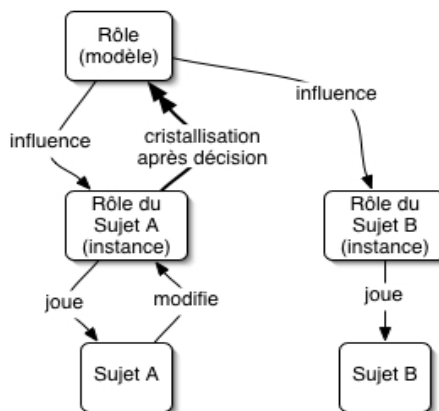 Rôle
(modèle)
influence
influence
cristallisation
après décision
Rôle du
Sujet A
(instance)
Rôle du
Sujet B
(instance)
joue
modifie
joue
Sujet A
Sujet B